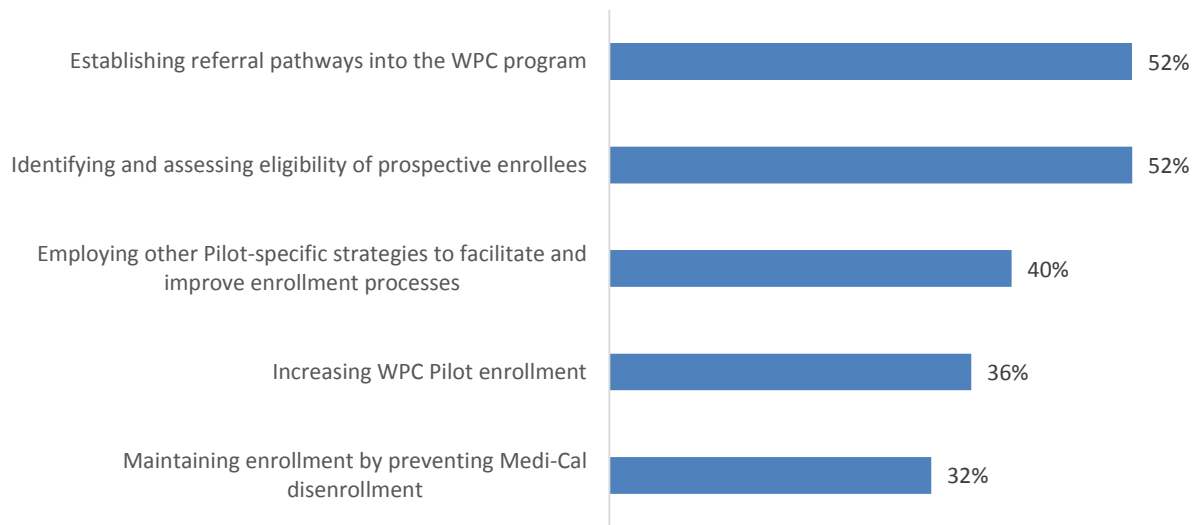 Establishing referral pathways into the WPC program
52%
Identifying and assessing eligibility of prospective enrollees
52%
Employing other Pilot-specific strategies to facilitate and
improve enrollment processes
40%
Increasing WPC Pilot enrollment
36%
Maintaining enrollment by preventing Medi-Cal
disenrollment
32%